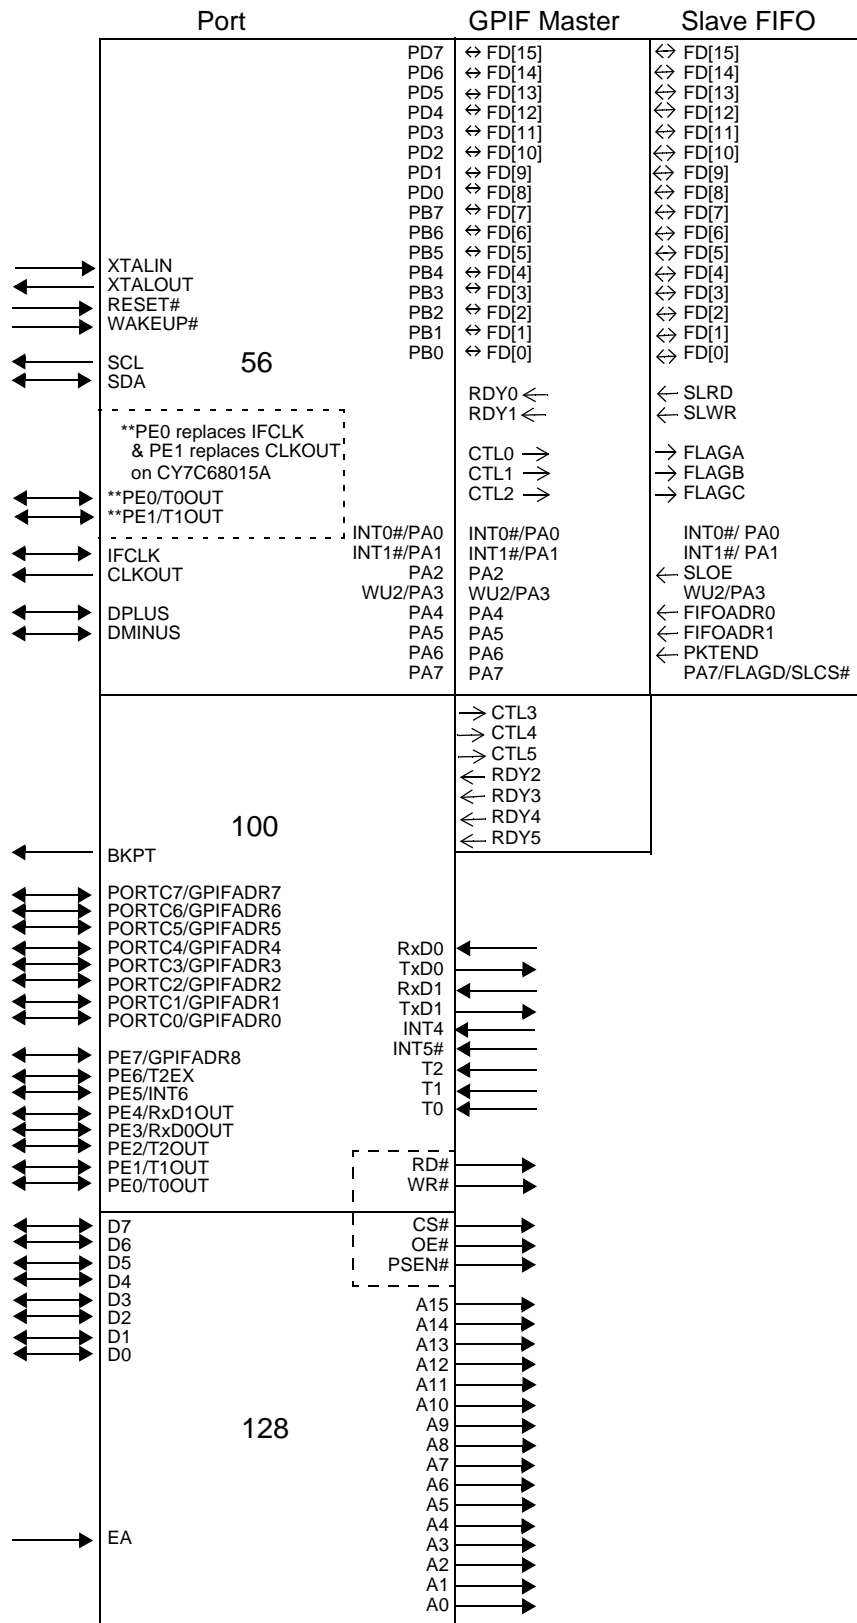 Port GPIF Master Slave FIFO
PD7 FD[15] FD[15]
PD6 FD[14] FD[14]
PD5 FD[13] FD[13]
PD4 FD[12] FD[12]
PD3 FD[11] FD[11]
PD2 FD[10] FD[10]
PD1 FD[9] FD[9]
PD0 FD[8] FD[8]
PB7 FD[7] FD[7]
PB6 FD[6] FD[6]
PB5 FD[5] FD[5]
PB4 FD[4] FD[4]
PB3 FD[3] FD[3]
PB2 FD[2] FD[2]
PB1 FD[1] FD[1]
PB0 FD[0] FD[0]
XTALIN
XTALOUT
RESET#
WAKEUP#
SCL
SDA
56
RDY0 SLRD
RDY1 SLWR
**PE0 replaces IFCLK
& PE1 replaces CLKOUT
on CY7C68015A
**PE0/T0OUT
**PE1/T1OUT
CTL0 FLAGA
CTL1 FLAGB
CTL2 FLAGC
IFCLK
CLKOUT
DPLUS
DMINUS
INT0#/PA0 INT0#/PA0 INT0#/ PA0
INT1#/PA1 INT1#/PA1 INT1#/ PA1
PA2 PA2 SLOE
WU2/PA3 WU2/PA3 WU2/PA3
PA4 PA4 FIFOADR0
PA5 PA5 FIFOADR1
PA6 PA6 PKTEND
PA7 PA7 PA7/FLAGD/SLCS#
CTL3
CTL4
CTL5
RDY2
RDY3
RDY4
RDY5
100
BKPT
PORTC7/GPIFADR7
PORTC6/GPIFADR6
PORTC5/GPIFADR5
PORTC4/GPIFADR4
PORTC3/GPIFADR3
PORTC2/GPIFADR2
PORTC1/GPIFADR1
PORTC0/GPIFADR0
PE7/GPIFADR8
PE6/T2EX
PE5/INT6
PE4/RxD1OUT
PE3/RxD0OUT
PE2/T2OUT
PE1/T1OUT
PE0/T0OUT
RxD0
TxD0
RxD1
TxD1
INT4
INT5#
T2
T1
T0
RD#
WR#
CS#
OE#
PSEN#
D7
D6
D5
D4
D3
D2
D1
D0
128
EA
A15
A14
A13
A12
A11
A10
A9
A8
A7
A6
A5
A4
A3
A2
A1
A0